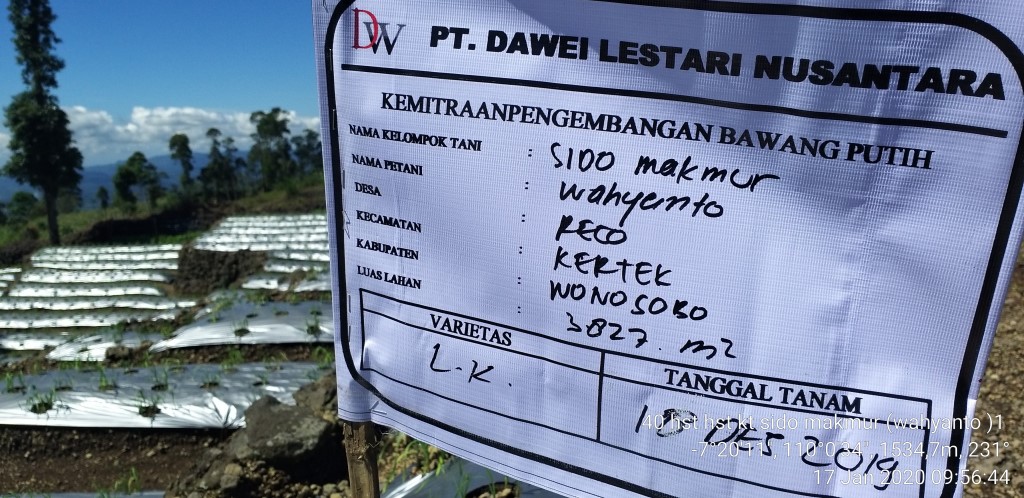 DW PT. DAWEI LESTARI NUSANTARA
KEMITRAANPENGEMBANGAN BAWANG PUTIH
NAMA KELOMPOK TANI : SIDO makmur
NAMA PETANI : Wahyanto
DESA : RECO
KECAMATAN : KERTEK
KABUPATEN : WONOSOBO
LUAS LAHAN : 3827. m2
VARIETAS TANGGAL TANAM
L.K. 2019
40 hst hst kt sido makmur (wahyanto )1
-7°20'11", 110°0'34", 1534,7m, 231°
17 Jan 2020 09:56:44